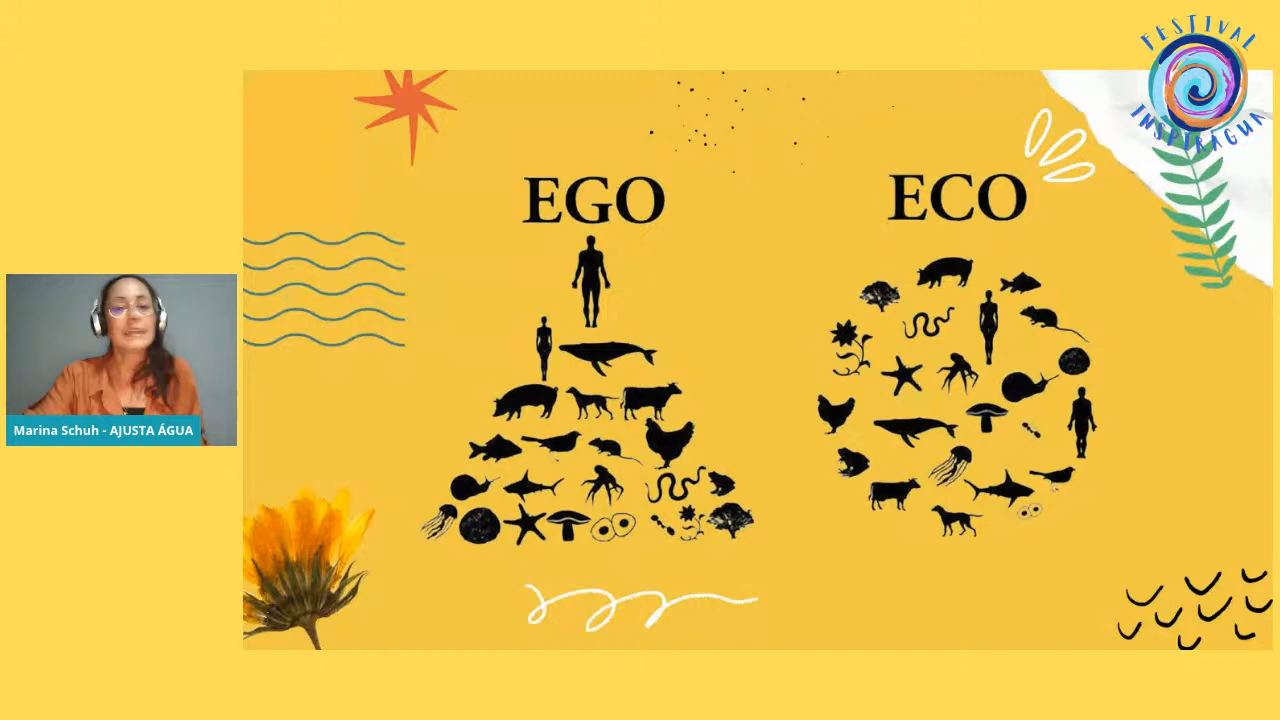 FESTIVAL
INSPIRÁGUA
EGO
ECO
Marina Schuh - AJUSTA ÁGUA